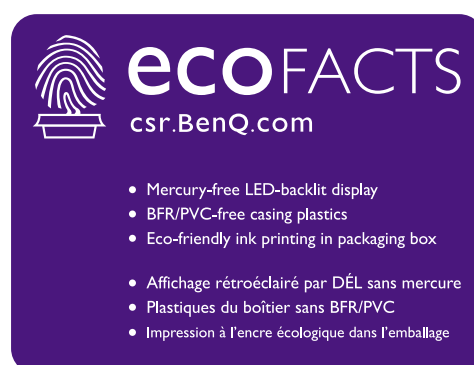 ecoFACTS
csr.BenQ.com
• Mercury-free LED-backlit display
• BFR/PVC-free casing plastics
• Eco-friendly ink printing in packaging box
• Affichage rétroéclairé par DÉL sans mercure
• Plastiques du boîtier sans BFR/PVC
• Impression à l'encre écologique dans l'emballage